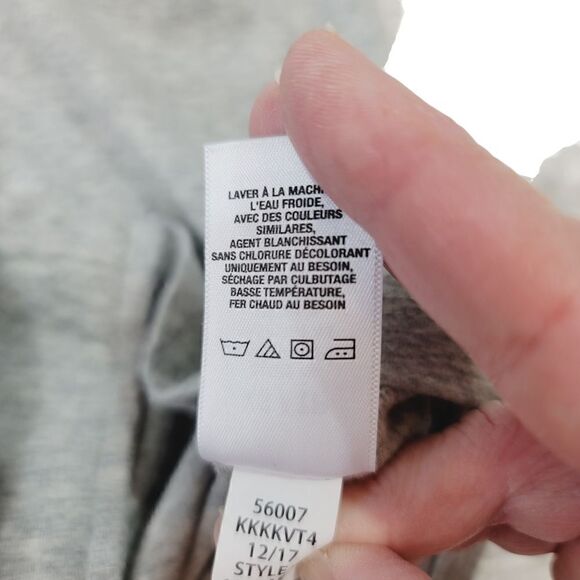 LAVER À LA
L'EAU FROIDE,
AVEC DES COULEURS
SIMILAIRES,
AGENT BLANCHISSANT
SANS CHLORURE DÉCOLORANT
UNIQUEMENT AU BESOIN,
SÉCHAGE PAR CULBUTAGE
BASSE TEMPÉRATURE,
FER CHAUD AU BESOIN
56007
KKKKVT4
12/17
STYLE